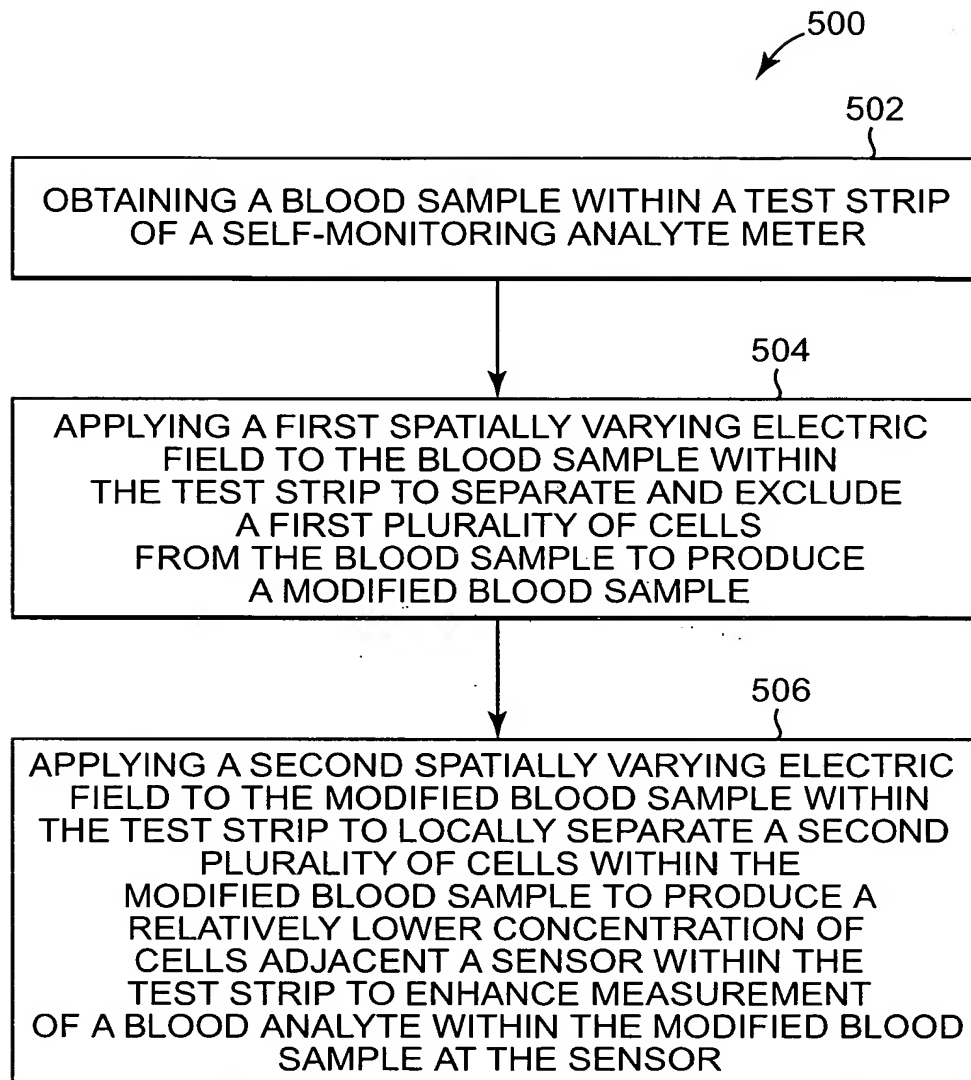 500
502
OBTAINING A BLOOD SAMPLE WITHIN A TEST STRIP
OF A SELF-MONITORING ANALYTE METER
504
APPLYING A FIRST SPATIALLY VARYING ELECTRIC
FIELD TO THE BLOOD SAMPLE WITHIN
THE TEST STRIP TO SEPARATE AND EXCLUDE
A FIRST PLURALITY OF CELLS
FROM THE BLOOD SAMPLE TO PRODUCE
A MODIFIED BLOOD SAMPLE
506
APPLYING A SECOND SPATIALLY VARYING ELECTRIC
FIELD TO THE MODIFIED BLOOD SAMPLE WITHIN
THE TEST STRIP TO LOCALLY SEPARATE A SECOND
PLURALITY OF CELLS WITHIN THE
MODIFIED BLOOD SAMPLE TO PRODUCE A
RELATIVELY LOWER CONCENTRATION OF
CELLS ADJACENT A SENSOR WITHIN THE
TEST STRIP TO ENHANCE MEASUREMENT
OF A BLOOD ANALYTE WITHIN THE MODIFIED BLOOD
SAMPLE AT THE SENSOR